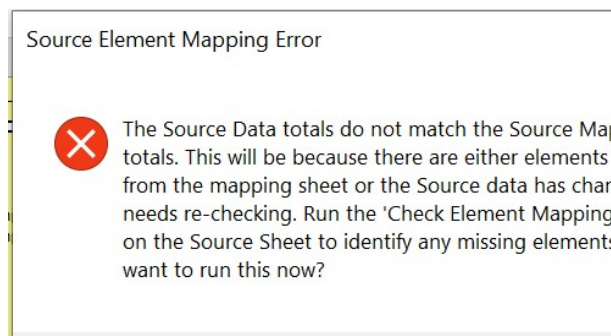 Source Element Mapping Error
The Source Data totals do not match the Source Map
totals. This will be because there are either elements
from the mapping sheet or the Source data has chan
needs re-checking. Run the 'Check Element Mapping
on the Source Sheet to identify any missing elements
want to run this now?